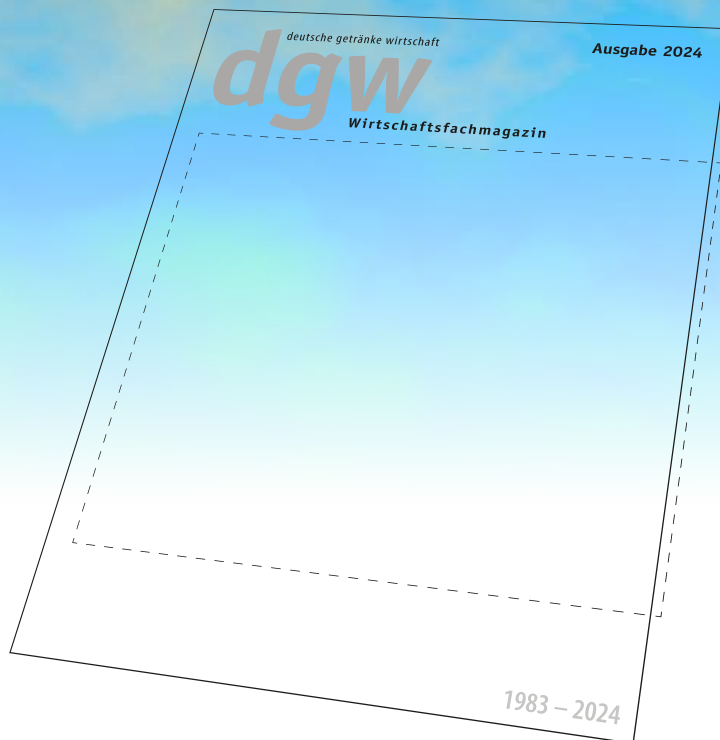 deutsche getränke wirtschaft
dgw
Wirtschaftsfachmagazin
Ausgabe 2024
1983 – 2024